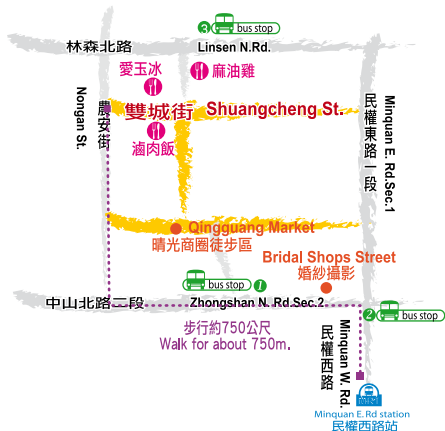 3 bus stop
林森北路 Linsen N.Rd.
愛玉冰
麻油雞
雙城街 Shuangcheng St.
滷肉飯
農安街
Nongan St.
民權東路一段
Minquan E. Rd.Sec.1
Qingguang Market
晴光商圈徒步區
Bridal Shops Street
婚紗攝影
bus stop 1
中山北路二段 Zhongshan N. Rd.Sec.2
2 bus stop
步行約750公尺
Walk for about 750m.
民權西路
Minquan W. Rd.
Minquan E. Rd station
民權西路站